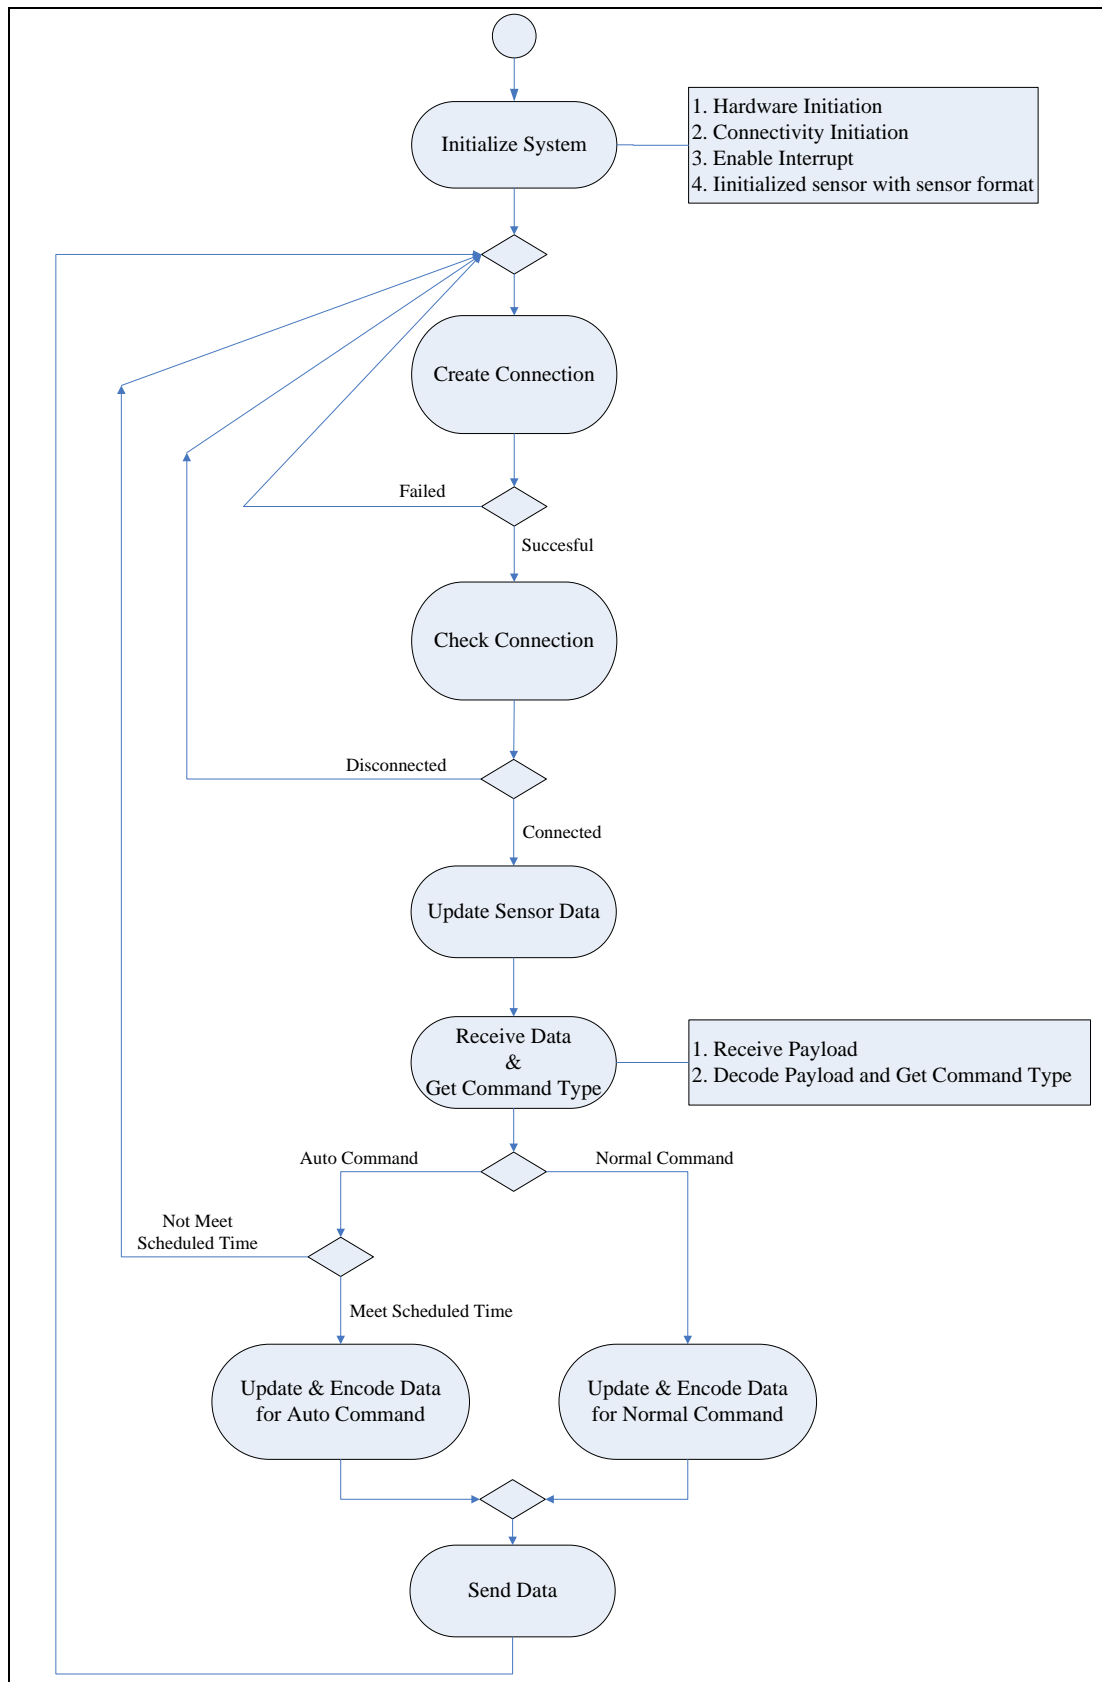 Initialize System
1. Hardware Initiation
2. Connectivity Initiation
3. Enable Interrupt
4. Iinitialized sensor with sensor format
Create Connection
Failed
Succesful
Check Connection
Disconnected
Connected
Update Sensor Data
Receive Data
&
Get Command Type
1. Receive Payload
2. Decode Payload and Get Command Type
Auto Command
Normal Command
Not Meet
Scheduled Time
Meet Scheduled Time
Update & Encode Data
for Auto Command
Update & Encode Data
for Normal Command
Send Data